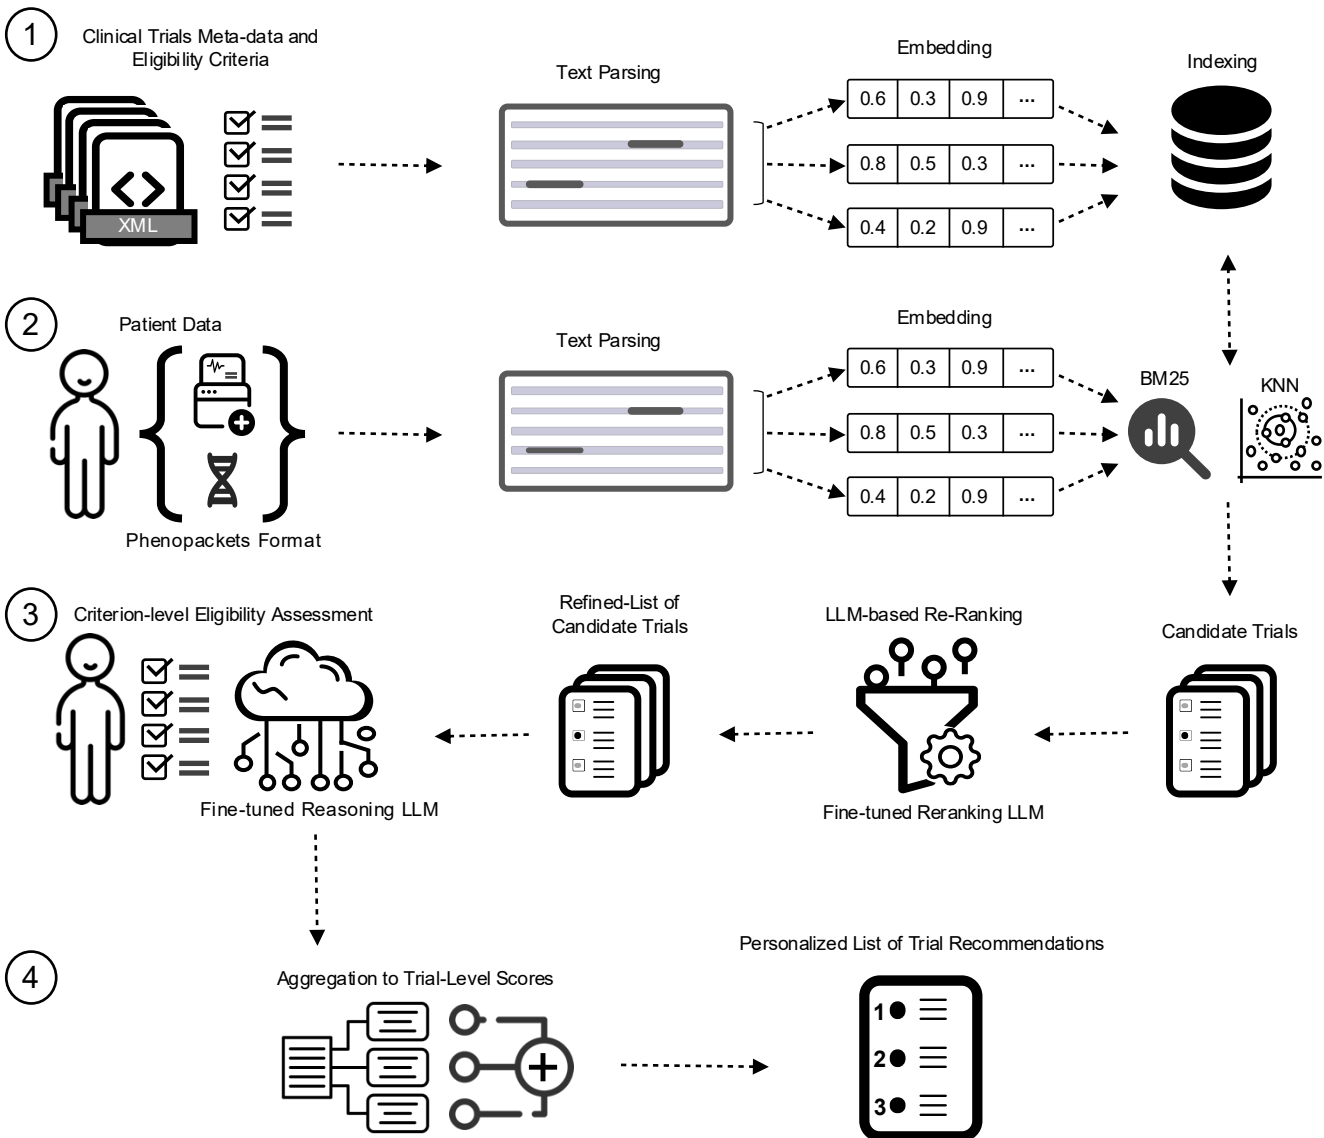 1
Clinical Trials Meta-data and
Eligibility Criteria
XML
Text Parsing
Embedding
0.6 0.3 0.9 ...
0.8 0.5 0.3 ...
0.4 0.2 0.9 ...
Indexing
2
Patient Data
Phenopackets Format
Text Parsing
Embedding
0.6 0.3 0.9 ...
0.8 0.5 0.3 ...
0.4 0.2 0.9 ...
BM25
KNN
3
Criterion-level Eligibility Assessment
Fine-tuned Reasoning LLM
Refined-List of
Candidate Trials
LLM-based Re-Ranking
Fine-tuned Reranking LLM
Candidate Trials
4
Aggregation to Trial-Level Scores
Personalized List of Trial Recommendations
1
2
3